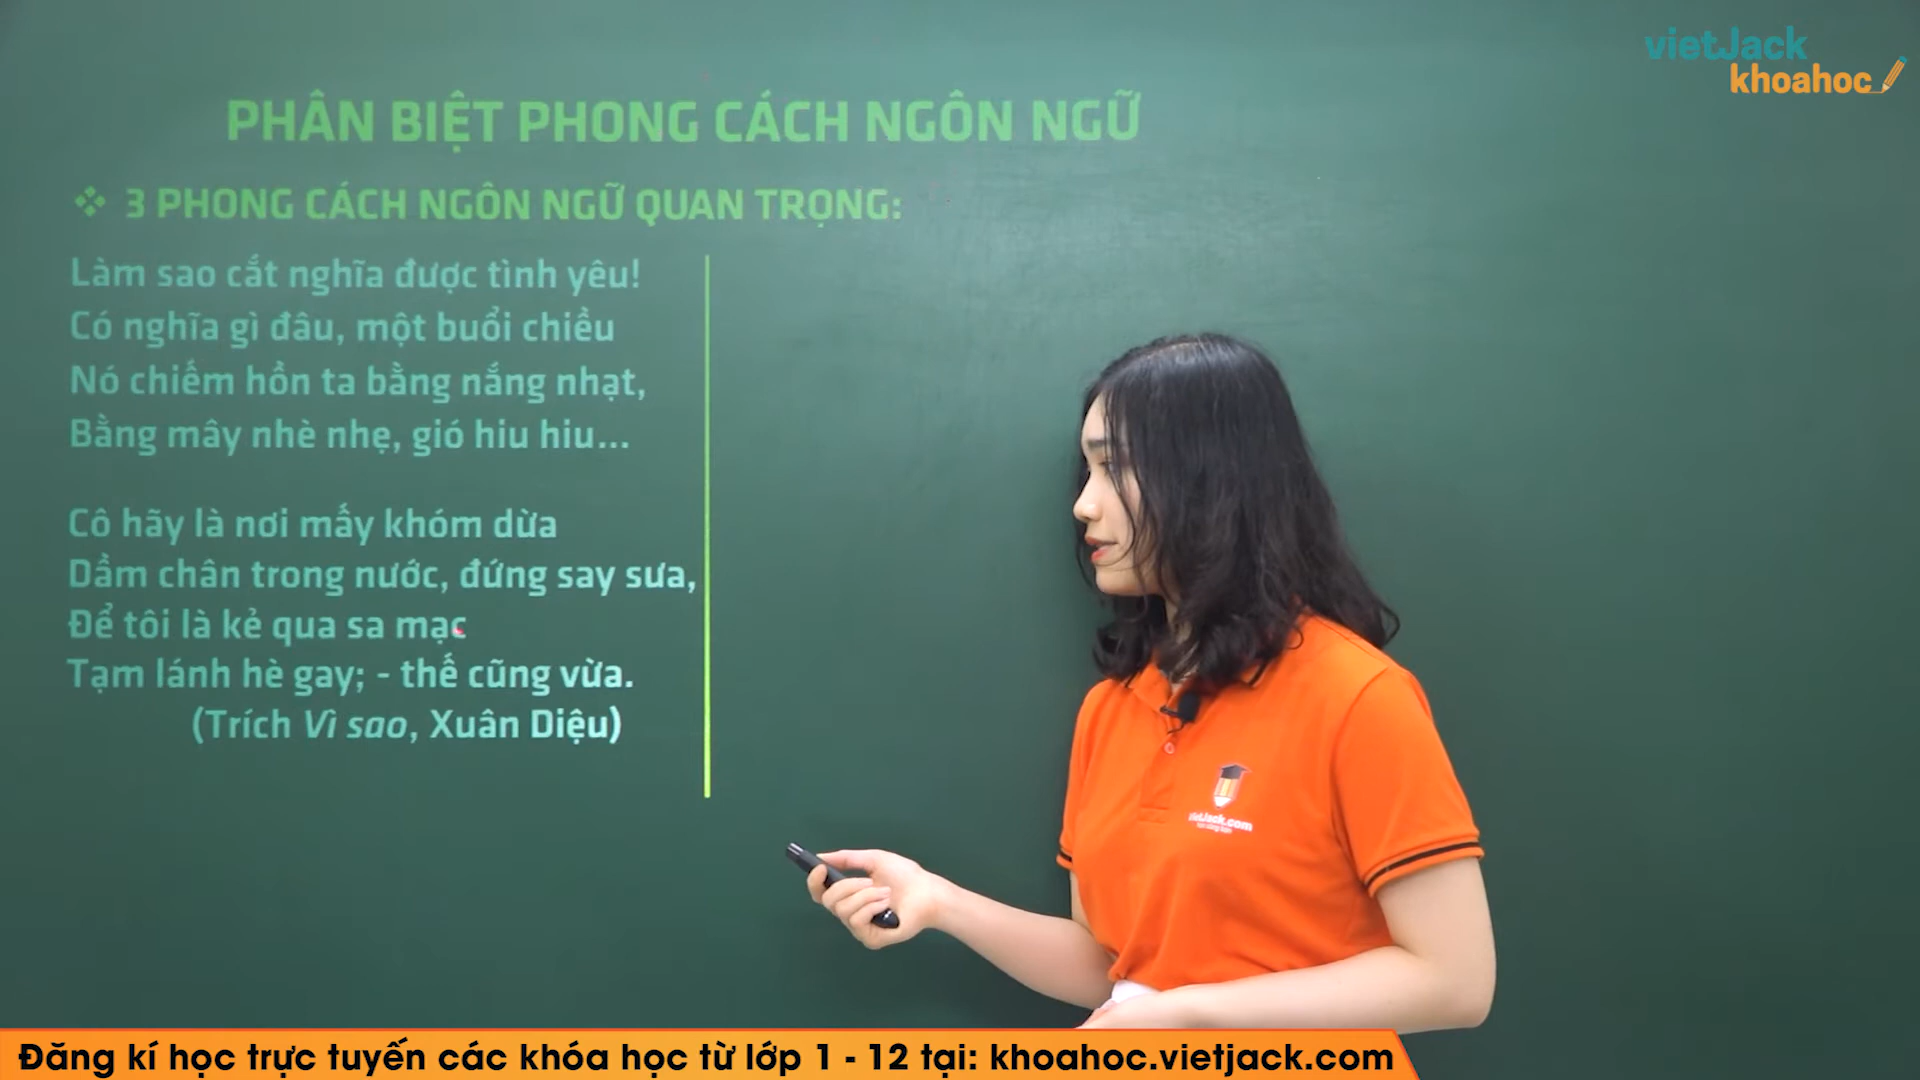 vietJack
khoahoc
PHÂN BIỆT PHONG CÁCH NGÔN NGỮ
3 PHONG CÁCH NGÔN NGỮ QUAN TRỌNG:
Làm sao cắt nghĩa được tình yêu!
Có nghĩa gì đâu, một buổi chiều
Nó chiếm hồn ta bằng nắng nhạt,
Bằng mây nhè nhẹ, gió hiu hiu...
Cô hãy là nơi mấy khóm dừa
Dầm chân trong nước, đứng say sưa,
Để tôi là kẻ qua sa mạc
Tạm lánh hè gay; - thế cũng vừa.
(Trích Vì sao, Xuân Diệu)
VietJack.com
Đăng kí học trực tuyến các khóa học từ lớp 1 - 12 tại: khoahoc.vietjack.com